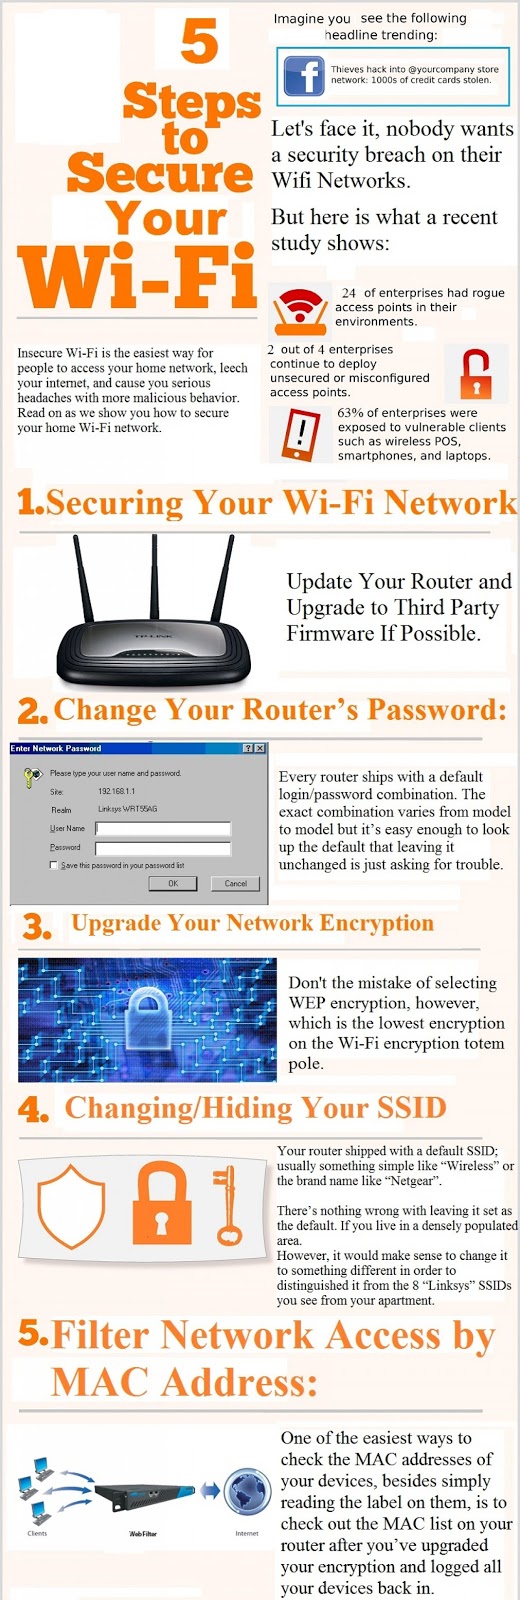 5
Steps
to
Secure
Your
Wi-Fi
Insecure Wi-Fi is the easiest way for
people to access your home network, leech
your internet, and cause you serious
headaches with more malicious behavior.
Read on as we show you how to secure
your home Wi-Fi network.
Imagine you see the following
headline trending:
f
Thieves hack into @yourcompany store
network: 1000s of credit cards stolen.
Let's face it, nobody wants
a security breach on their
Wifi Networks.
But here is what a recent
study shows:
24 of enterprises had rogue
access points in their
environments.
2 out of 4 enterprises
continue to deploy
unsecured or misconfigured
access points.
63% of enterprises were
exposed to vulnerable clients
such as wireless POS,
smartphones, and laptops.
1.Securing Your Wi-Fi Network
TP-LINK
Update Your Router and
Upgrade to Third Party
Firmware If Possible.
2. Change Your Router's Password:
Enter Network Password
Please type your user name and password.
Site: 192.168.1.1
Realm Linksys WRT55AG
User Name
Password
Save this password in your password list
OK Cancel
Every router ships with a default
login/password combination. The
exact combination varies from model
to model but it's easy enough to look
up the default that leaving it
unchanged is just asking for trouble.
3. Upgrade Your Network Encryption
Don't the mistake of selecting
WEP encryption, however,
which is the lowest encryption
on the Wi-Fi encryption totem
pole.
4. Changing/Hiding Your SSID
Your router shipped with a default SSID;
usually something simple like “Wireless” or
the brand name like “Netgear”.
There's nothing wrong with leaving it set as
the default. If you live in a densely populated
area.
However, it would make sense to change it
to something different in order to
distinguished it from the 8 “Linksys” SSIDs
you see from your apartment.
5. Filter Network Access by
MAC Address:
Clients
Web Filter
Internet
One of the easiest ways to
check the MAC addresses of
your devices, besides simply
reading the label on them, is to
check out the MAC list on your
router after you've upgraded
your encryption and logged all
your devices back in.